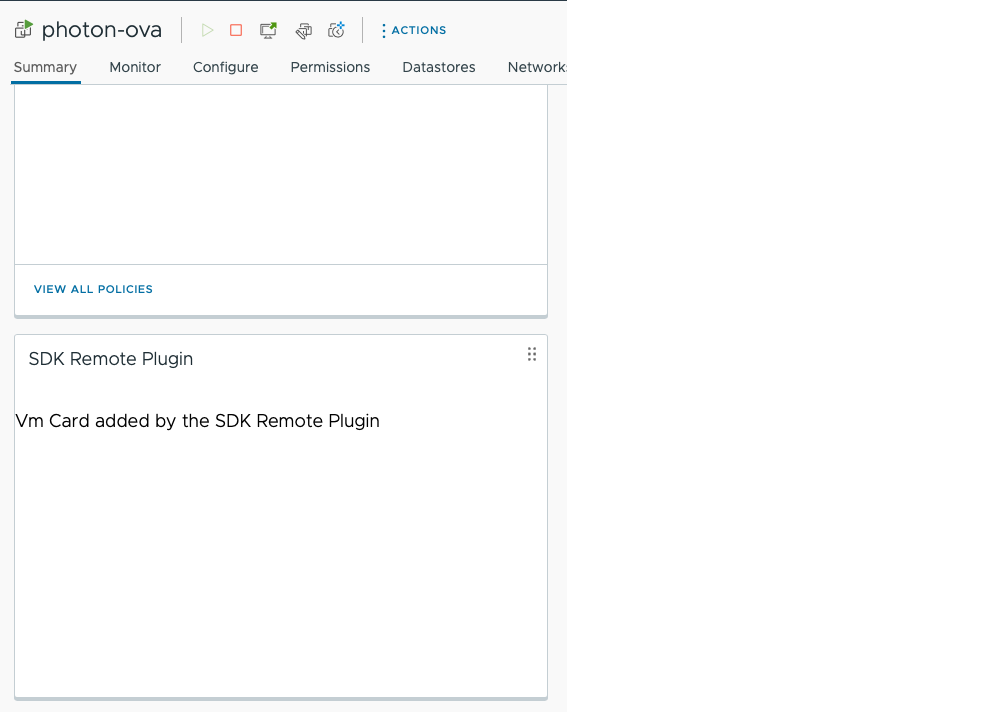 photon-ova
ACTIONS
Summary Monitor Configure Permissions Datastores Network
VIEW ALL POLICIES
SDK Remote Plugin
Vm Card added by the SDK Remote Plugin